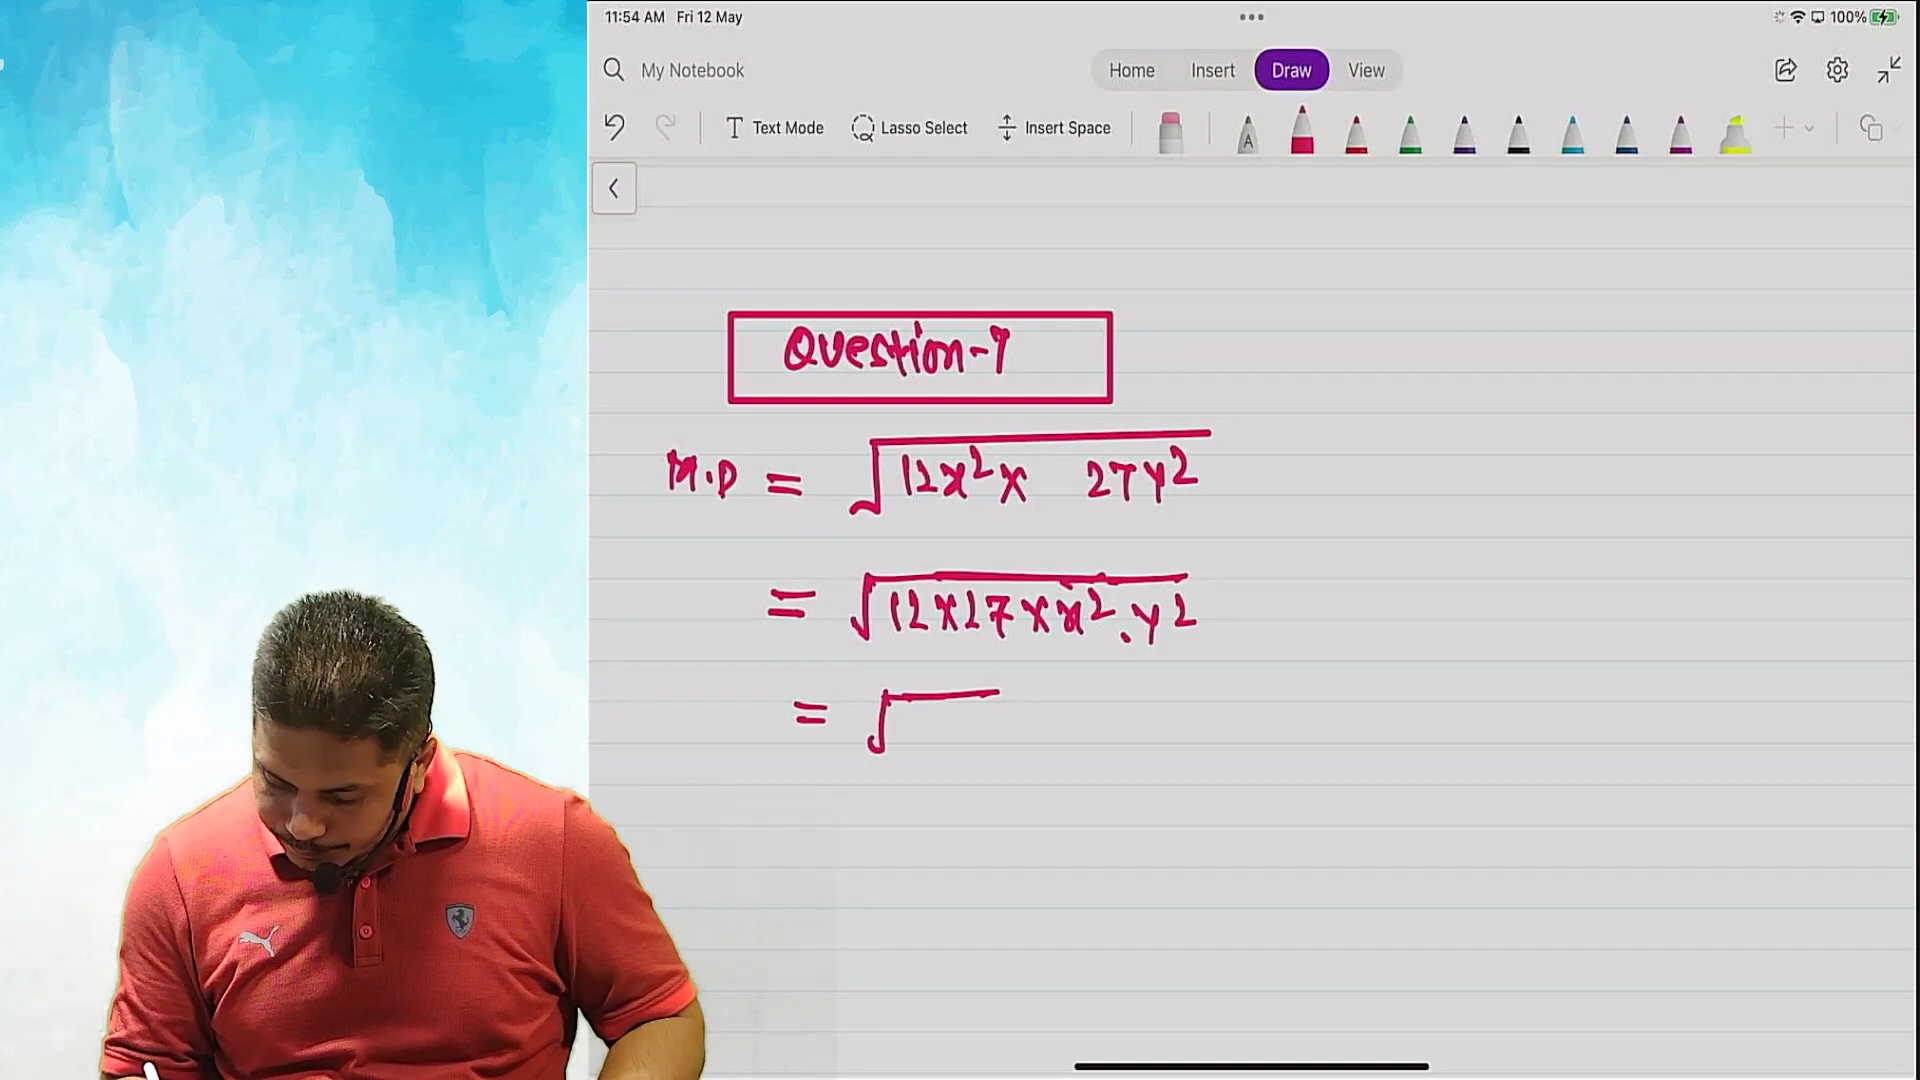 11:54 AM Fri 12 May
100%
My Notebook
Home Insert Draw View
Text Mode Lasso Select Insert Space
A
Question-7
M.P = √12x²x 27y²
= √12x27xx².y²
= √